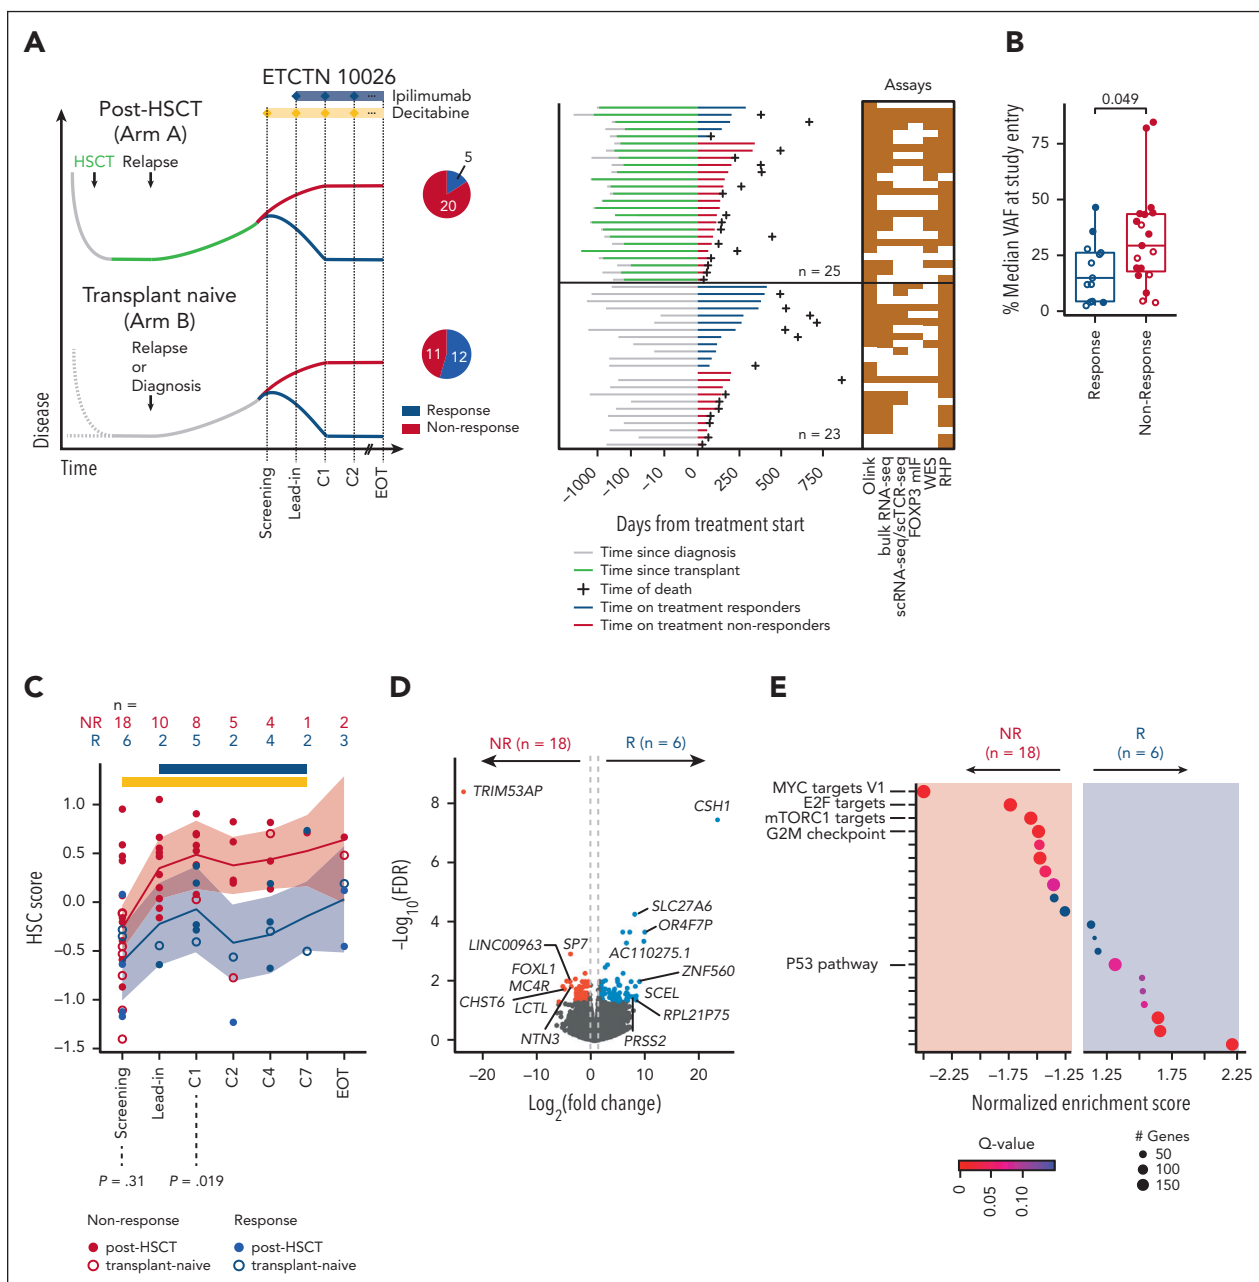 A
ETCTN 10026
Ipilimumab
Decitabine
Post-HSCT
(Arm A)
HSCT
Relapse
5
20
Transplant naive
(Arm B)
Relapse
or
Diagnosis
11
12
Response
Non-response
Disease
Time
Screening
Lead-in
C1
C2
EOT
n = 25
n = 23
−1000
−100
−10
0
250
500
750
Days from treatment start
Time since diagnosis
Time since transplant
Time of death
Time on treatment responders
Time on treatment non-responders
Assays
Olink
bulk RNA-seq
scRNA-seq/scTCR-seq
FOXP3 mIF
WES
RHP
B
0.049
% Median VAF at study entry
75
50
25
0
Response
Non-Response
C
n =
NR 18 10 8 5 4 1 2
R 6 2 5 2 4 2 3
HSC score
1.0
0.5
0.0
−0.5
−1.0
−1.5
Screening
Lead-in
C1
C2
C4
C7
EOT
P = .31
P = .019
Non-response
post-HSCT
transplant-naive
Response
post-HSCT
transplant-naive
D
NR (n = 18)
R (n = 6)
TRIM53AP
CSH1
SLC27A6
OR4F7P
AC110275.1
LINC00963
SP7
FOXL1
MC4R
CHST6
LCTL
NTN3
ZNF560
SCEL
RPL21P75
PRSS2
−Log10(FDR)
8
6
4
2
0
−20
−10
0
10
20
Log2(fold change)
E
NR
(n = 18)
R
(n = 6)
MYC targets V1
E2F targets
mTORC1 targets
G2M checkpoint
P53 pathway
−2.25
−1.75
−1.25
1.25
1.75
2.25
Normalized enrichment score
Q-value
0
0.05
0.10
# Genes
50
100
150